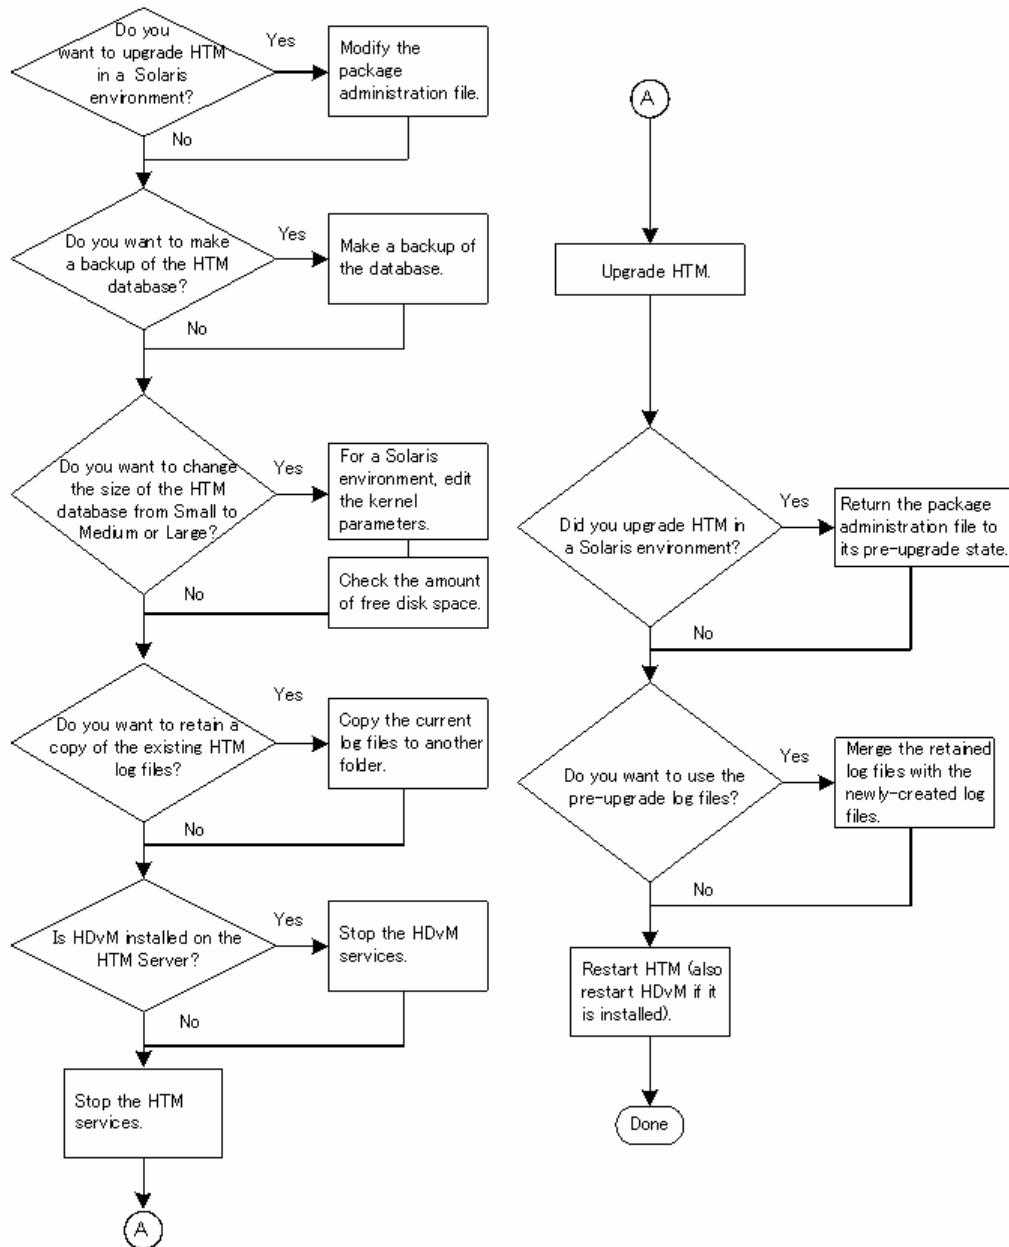 Do you
want to upgrade HTM
in a Solaris
environment?
Yes
Modify the
package
administration file.
No
Do you want to make
a backup of the HTM
database?
Yes
Make a backup of
the database.
No
Do you want to change
the size of the HTM
database from Small to
Medium or Large?
Yes
For a Solaris
environment, edit
the kernel
parameters.
Check the amount
of free disk space.
No
Do you want to retain a
copy of the existing HTM
log files?
Yes
Copy the current
log files to another
folder.
No
Is HDvM installed on the
HTM Server?
Yes
Stop the HDvM
services.
No
Stop the HTM
services.
A
A
Upgrade HTM.
Did you upgrade HTM in
a Solaris environment?
Yes
Return the package
administration file to
its pre-upgrade state.
No
Do you want to use the
pre-upgrade log files?
Yes
Merge the retained
log files with the
newly-created log
files.
No
Restart HTM (also
restart HDvM if it
is installed).
Done